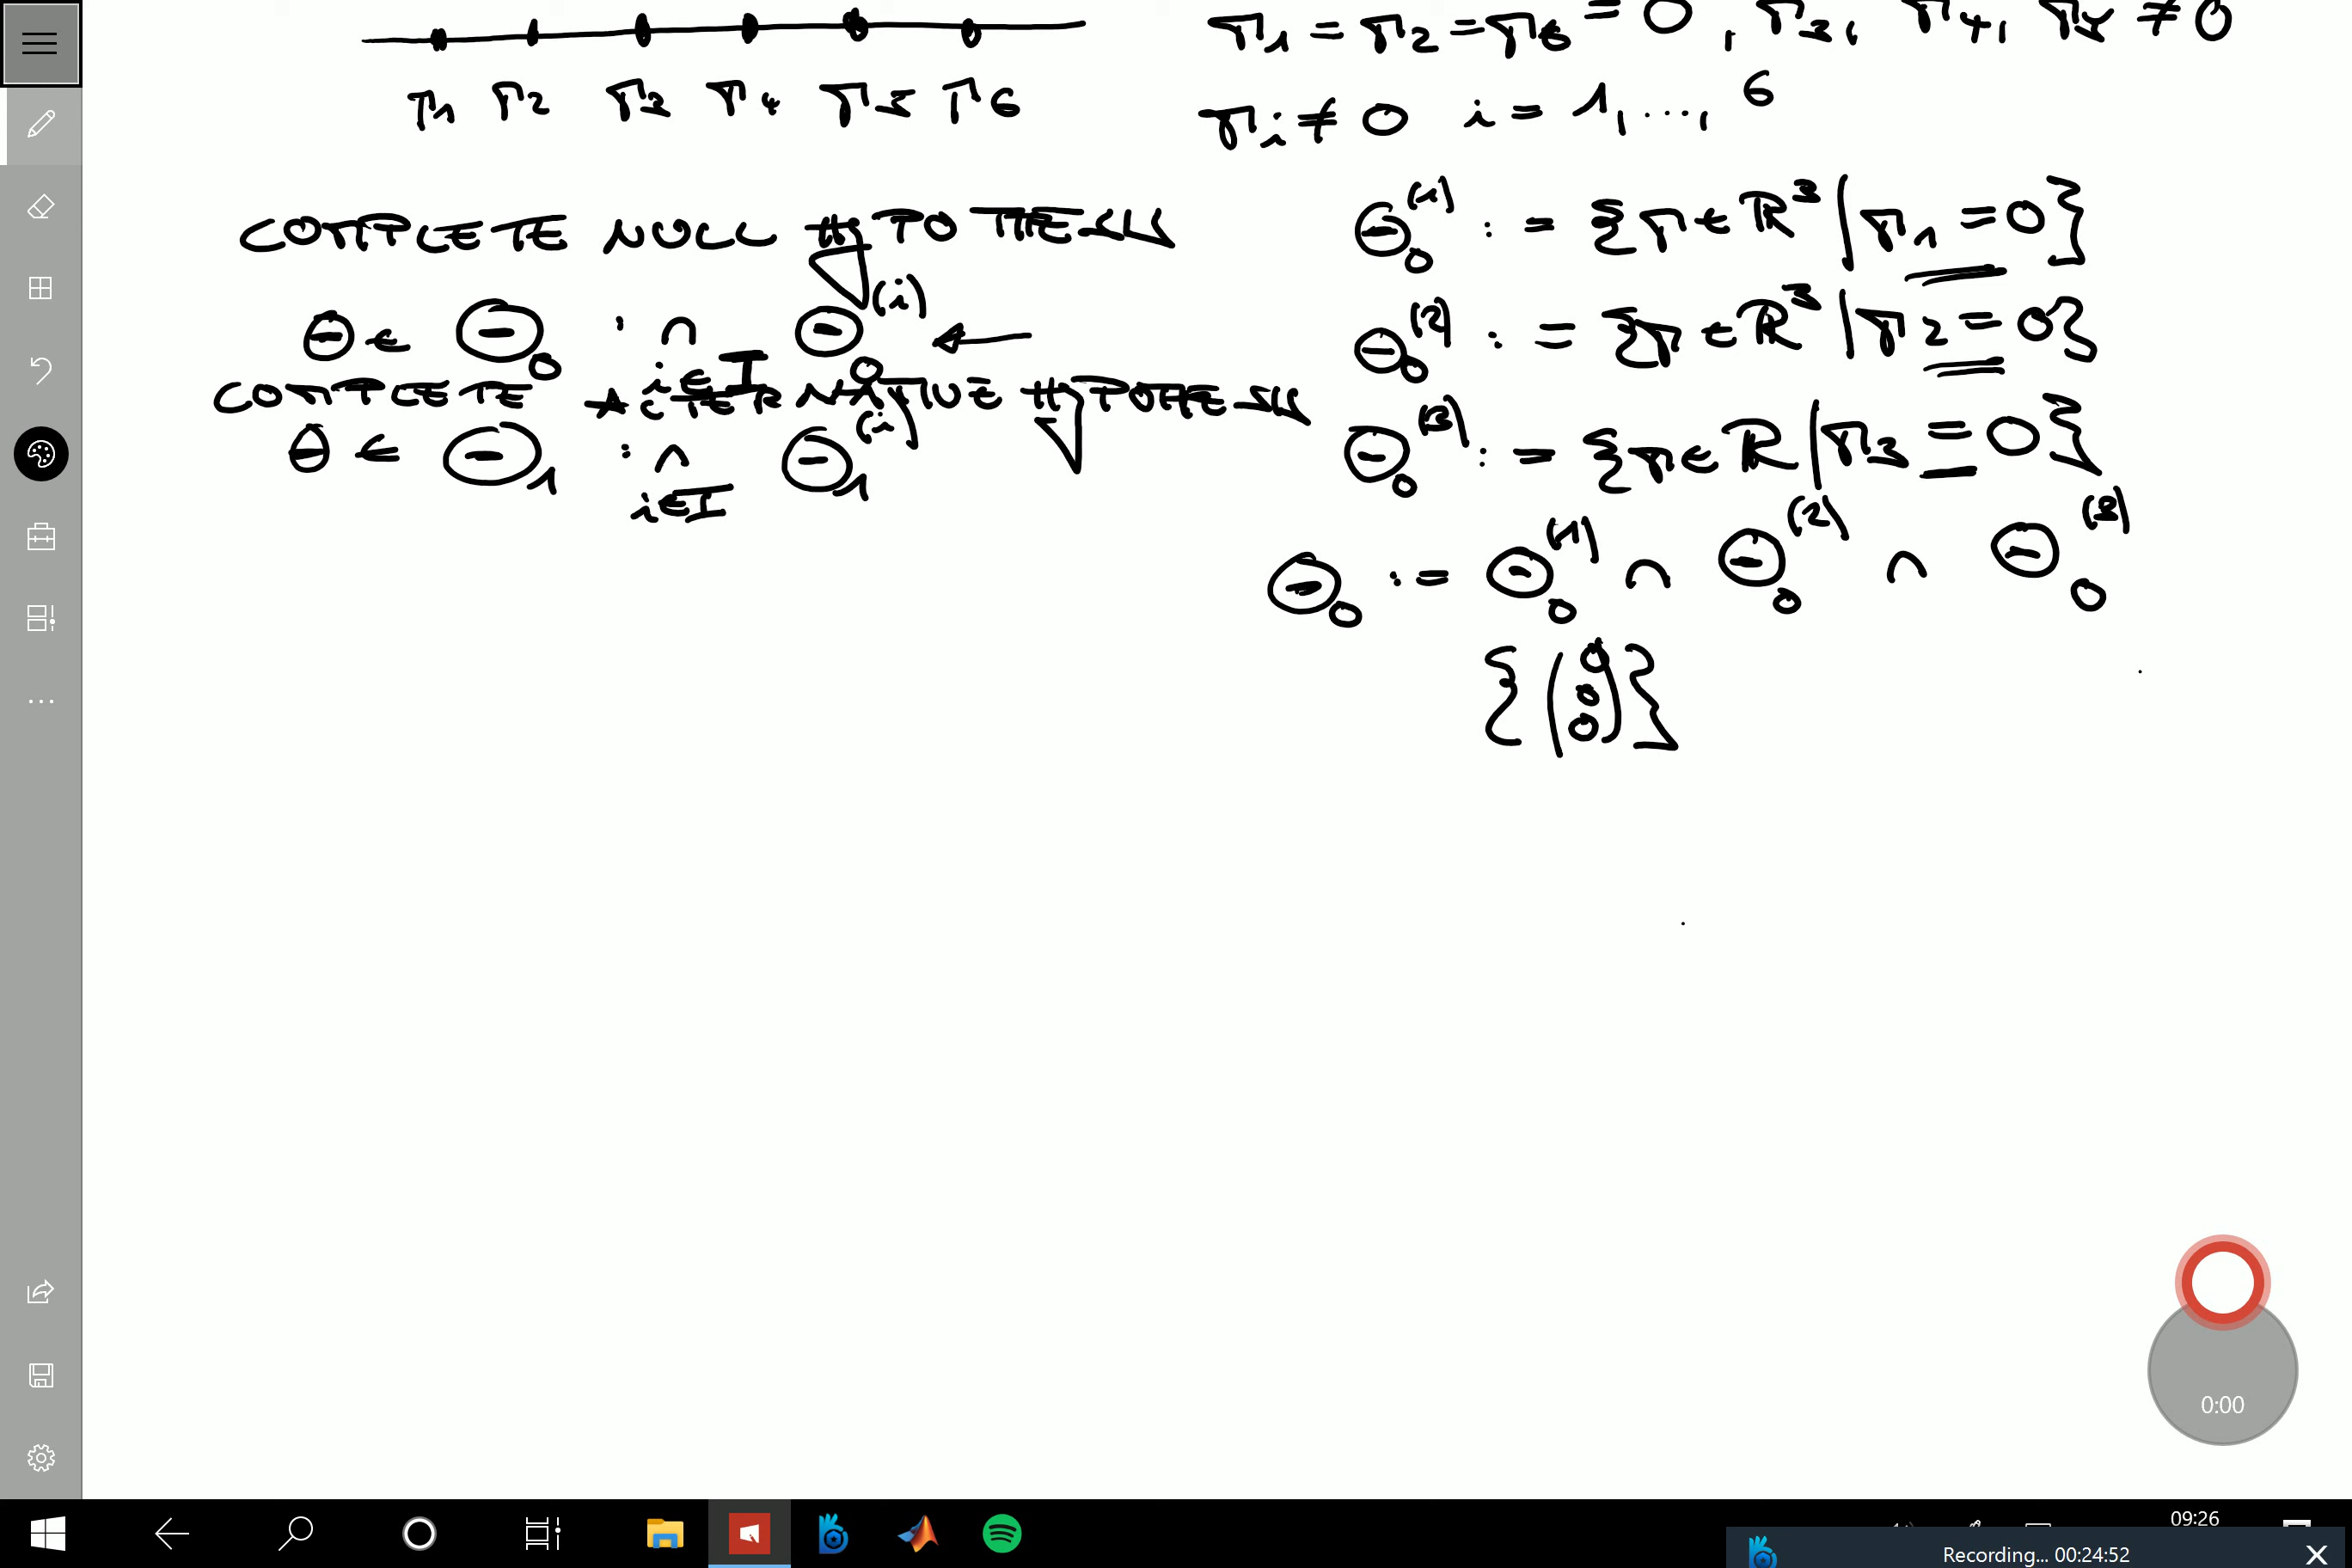 π1 π2 π3 π4 π5 π6
π1 = π2 = π6 = 0, π3, π4, π5 ≠ 0
πi ≠ 0 i = 1, ..., 6
COMPLETE NULL HYPOTHESIS
θ ∈ Θ0 : ∩ i∈I Θ0^(i) ←
COMPLETE ALTERNATIVE HYPOTHESIS
θ ∈ Θ1 : ∩ i∈I Θ1^(i)
Θ0^(1) := {π ∈ ℝ^3 | π1 = 0}
Θ0^(2) := {π ∈ ℝ^3 | π2 = 0}
Θ0^(3) := {π ∈ ℝ | π3 = 0}
Θ0 := Θ0^(1) ∩ Θ0^(2) ∩ Θ0^(3)
{(0 0 0)}
0:00
09:26
Recording... 00:24:52